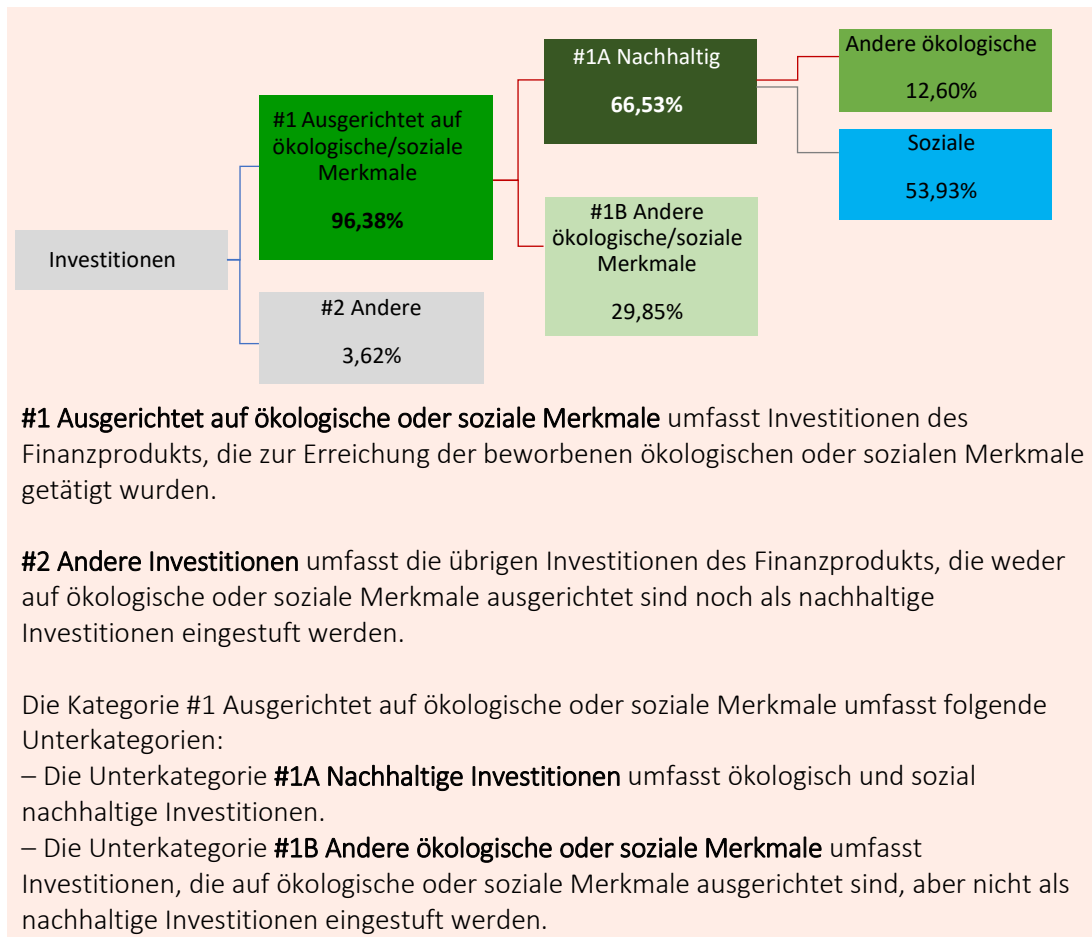 Investitionen
#1 Ausgerichtet auf
ökologische/soziale
Merkmale
96,38%
#2 Andere
3,62%
#1A Nachhaltig
66,53%
#1B Andere
ökologische/soziale
Merkmale
29,85%
Andere ökologische
12,60%
Soziale
53,93%
#1 Ausgerichtet auf ökologische oder soziale Merkmale umfasst Investitionen des
Finanzprodukts, die zur Erreichung der beworbenen ökologischen oder sozialen Merkmale
getätigt wurden.
#2 Andere Investitionen umfasst die übrigen Investitionen des Finanzprodukts, die weder
auf ökologische oder soziale Merkmale ausgerichtet sind noch als nachhaltige
Investitionen eingestuft werden.
Die Kategorie #1 Ausgerichtet auf ökologische oder soziale Merkmale umfasst folgende
Unterkategorien:
– Die Unterkategorie #1A Nachhaltige Investitionen umfasst ökologisch und sozial
nachhaltige Investitionen.
– Die Unterkategorie #1B Andere ökologische oder soziale Merkmale umfasst
Investitionen, die auf ökologische oder soziale Merkmale ausgerichtet sind, aber nicht als
nachhaltige Investitionen eingestuft werden.